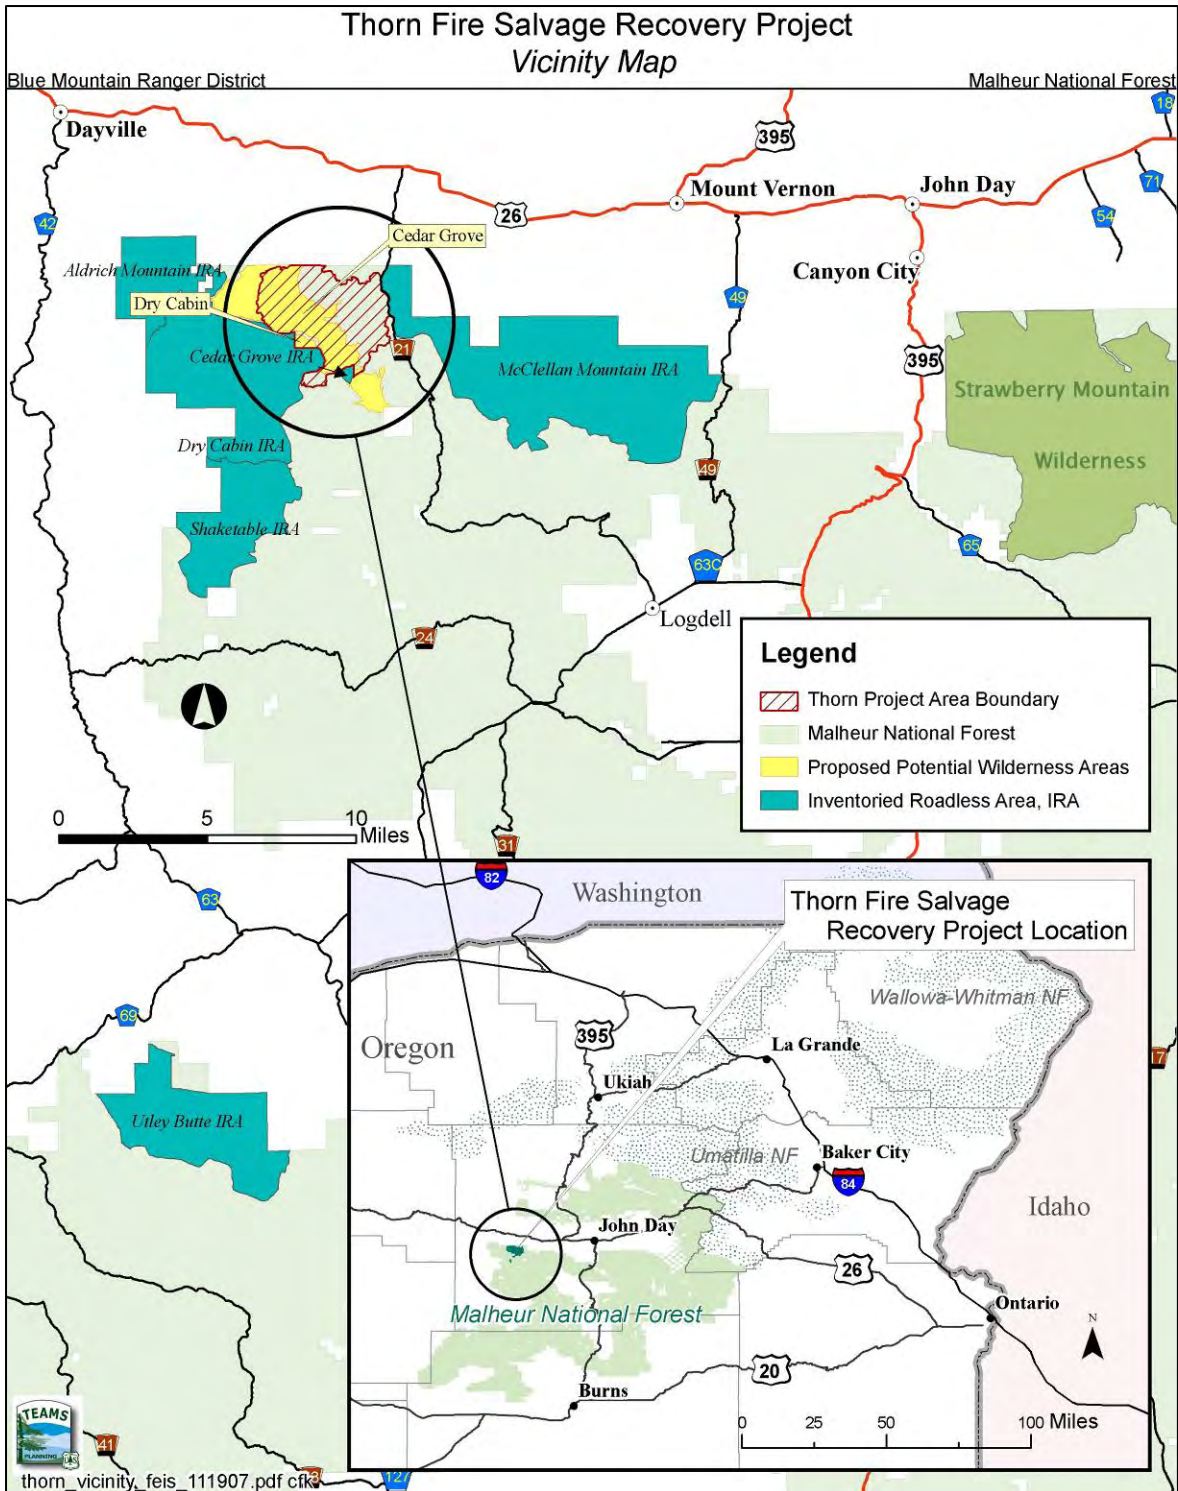 Thorn Fire Salvage Recovery Project
Vicinity Map
Blue Mountain Ranger District
Malheur National Forest
18
Dayville
395
Mount Vernon
John Day
71
42
26
54
Cedar Grove
Canyon City
Aldrich Mountain IRA
49
Dry Cabin
21
Cedar Grove IRA
McClellan Mountain IRA
395
Strawberry Mountain
Wilderness
Dry Cabin IRA
49
Shaketable IRA
65
63C
Logdell
24
Legend
Thorn Project Area Boundary
Malheur National Forest
Proposed Potential Wilderness Areas
Inventoried Roadless Area, IRA
0 5 10
Miles
31
82
Washington
63
Thorn Fire Salvage
Recovery Project Location
Wallowa-Whitman NF
69
395
Oregon
La Grande
17
Ukiah
Utley Butte IRA
Umatilla NF
Baker City
84
Idaho
John Day
26
Malheur National Forest
Ontario
N
20
Burns
0 25 50 100 Miles
TEAMS
PLANNING
41
127
thorn_vicinity_feis_111907.pdf cfk